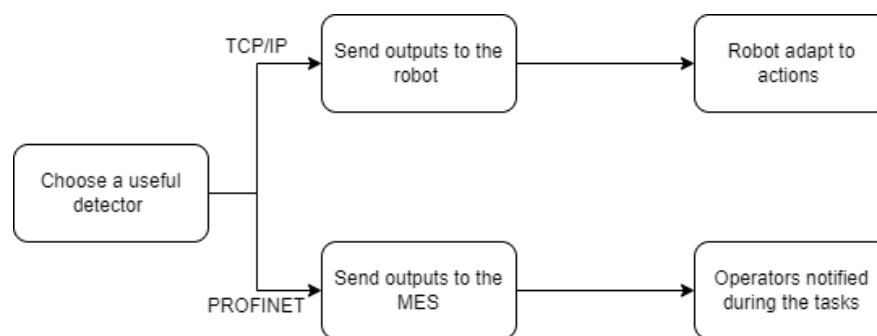 TCP/IP
Send outputs to the
robot
Robot adapt to
actions
Choose a useful
detector
PROFINET
Send outputs to the
MES
Operators notified
during the tasks